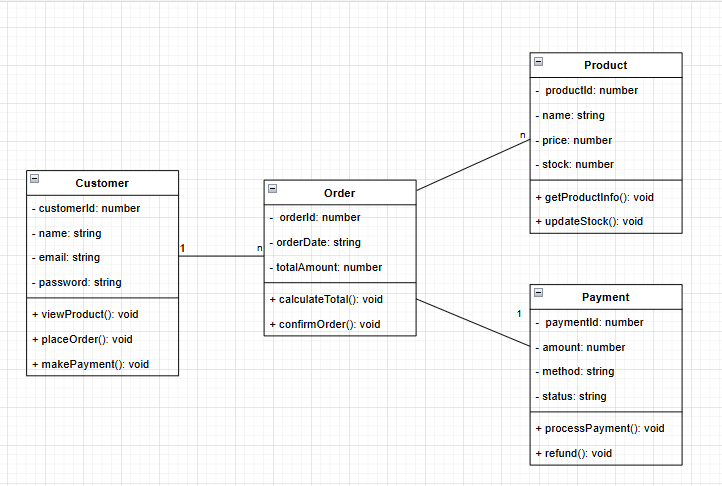 Customer
- customerId: number
- name: string
- email: string
- password: string
+ viewProduct(): void
+ placeOrder(): void
+ makePayment(): void
1
n
Order
- orderId: number
- orderDate: string
- totalAmount: number
+ calculateTotal(): void
+ confirmOrder(): void
n
Product
- productId: number
- name: string
- price: number
- stock: number
+ getProductInfo(): void
+ updateStock(): void
1
Payment
- paymentId: number
- amount: number
- method: string
- status: string
+ processPayment(): void
+ refund(): void